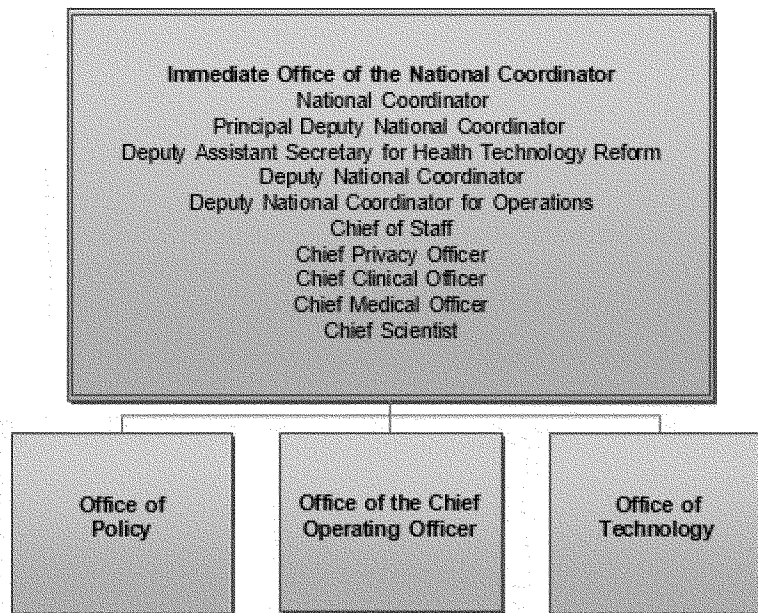 Immediate Office of the National Coordinator
National Coordinator
Principal Deputy National Coordinator
Deputy Assistant Secretary for Health Technology Reform
Deputy National Coordinator
Deputy National Coordinator for Operations
Chief of Staff
Chief Privacy Officer
Chief Clinical Officer
Chief Medical Officer
Chief Scientist
Office of
Policy
Office of the Chief
Operating Officer
Office of
Technology